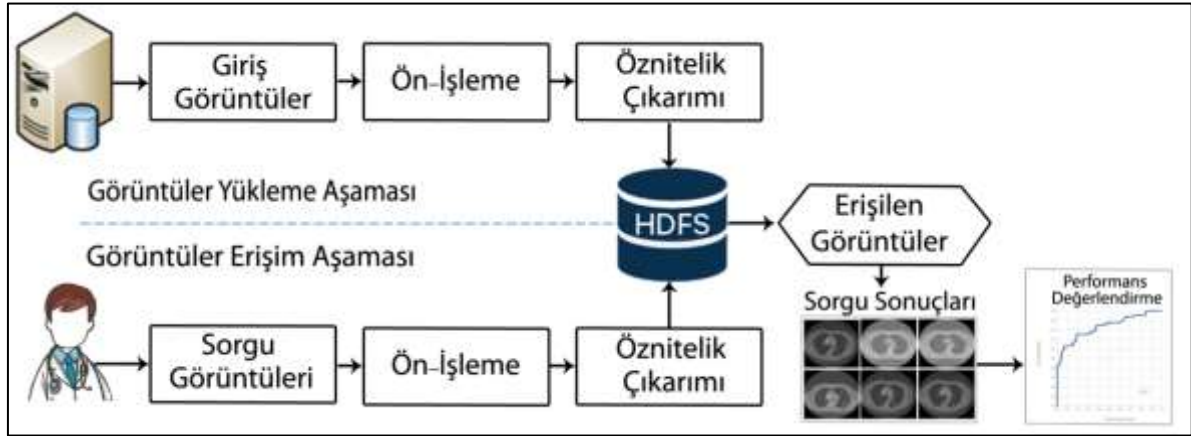 Giriş
Görüntüler
Ön-İşleme
Öznitelik
Çıkarımı
Görüntüler Yükleme Aşaması
HDFS
Erişilen
Görüntüler
Görüntüler Erişim Aşaması
Sorgu
Görüntüleri
Ön-İşleme
Öznitelik
Çıkarımı
Sorgu Sonuçları
Performans
Değerlendirme